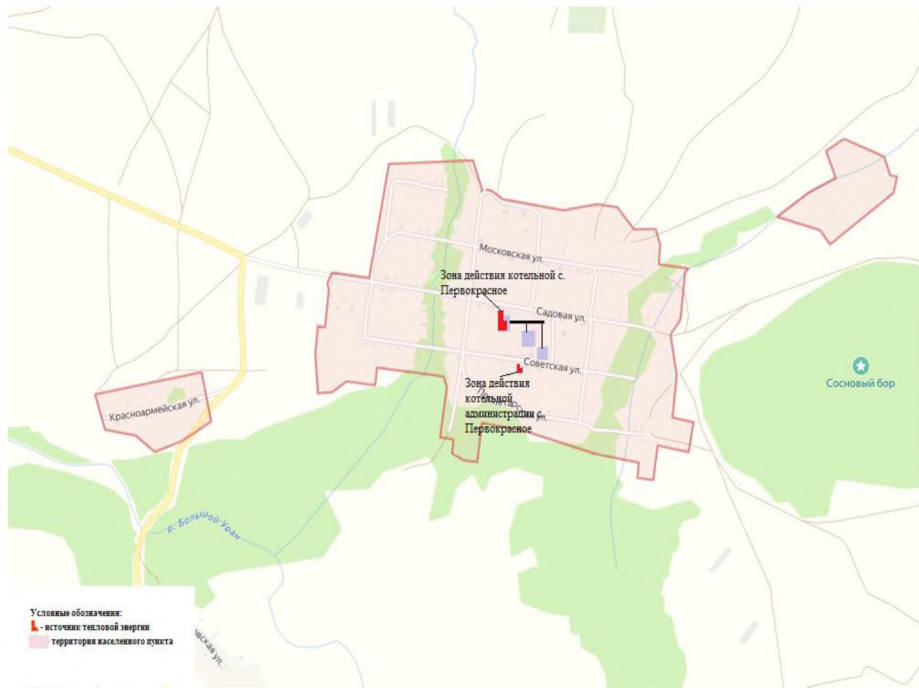 Московская ул.
Зона действия котельной с.
Первокрасное
Садовая ул.
Советская ул.
Зона действия
котельной
администрации с.
Первокрасное
Сосновый бор
Красноармейская ул.
р. Большой Уран
Условные обозначения:
- источник тепловой энергии
- территория населенного пункта